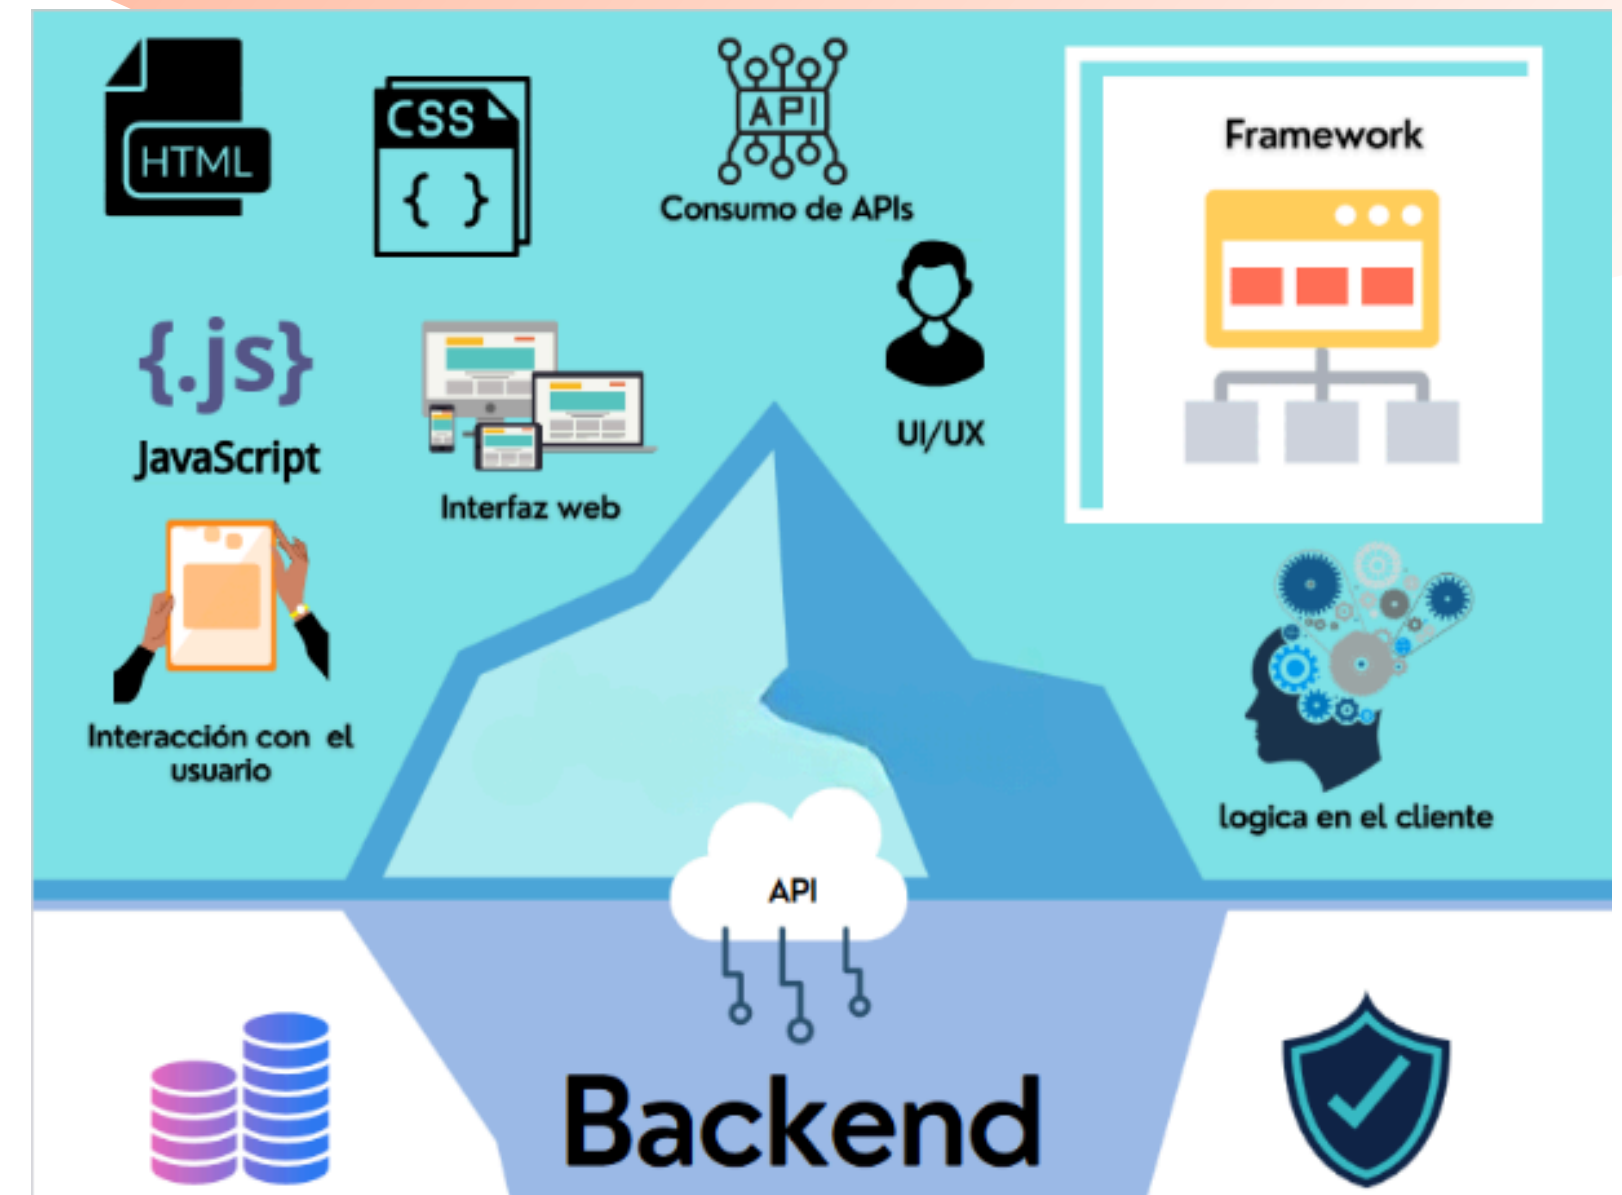 HTML
CSS
{ }
API
Consumo de APIs
Framework
{.js}
JavaScript
Interfaz web
UI/UX
Interacción con el
usuario
logica en el cliente
API
Backend